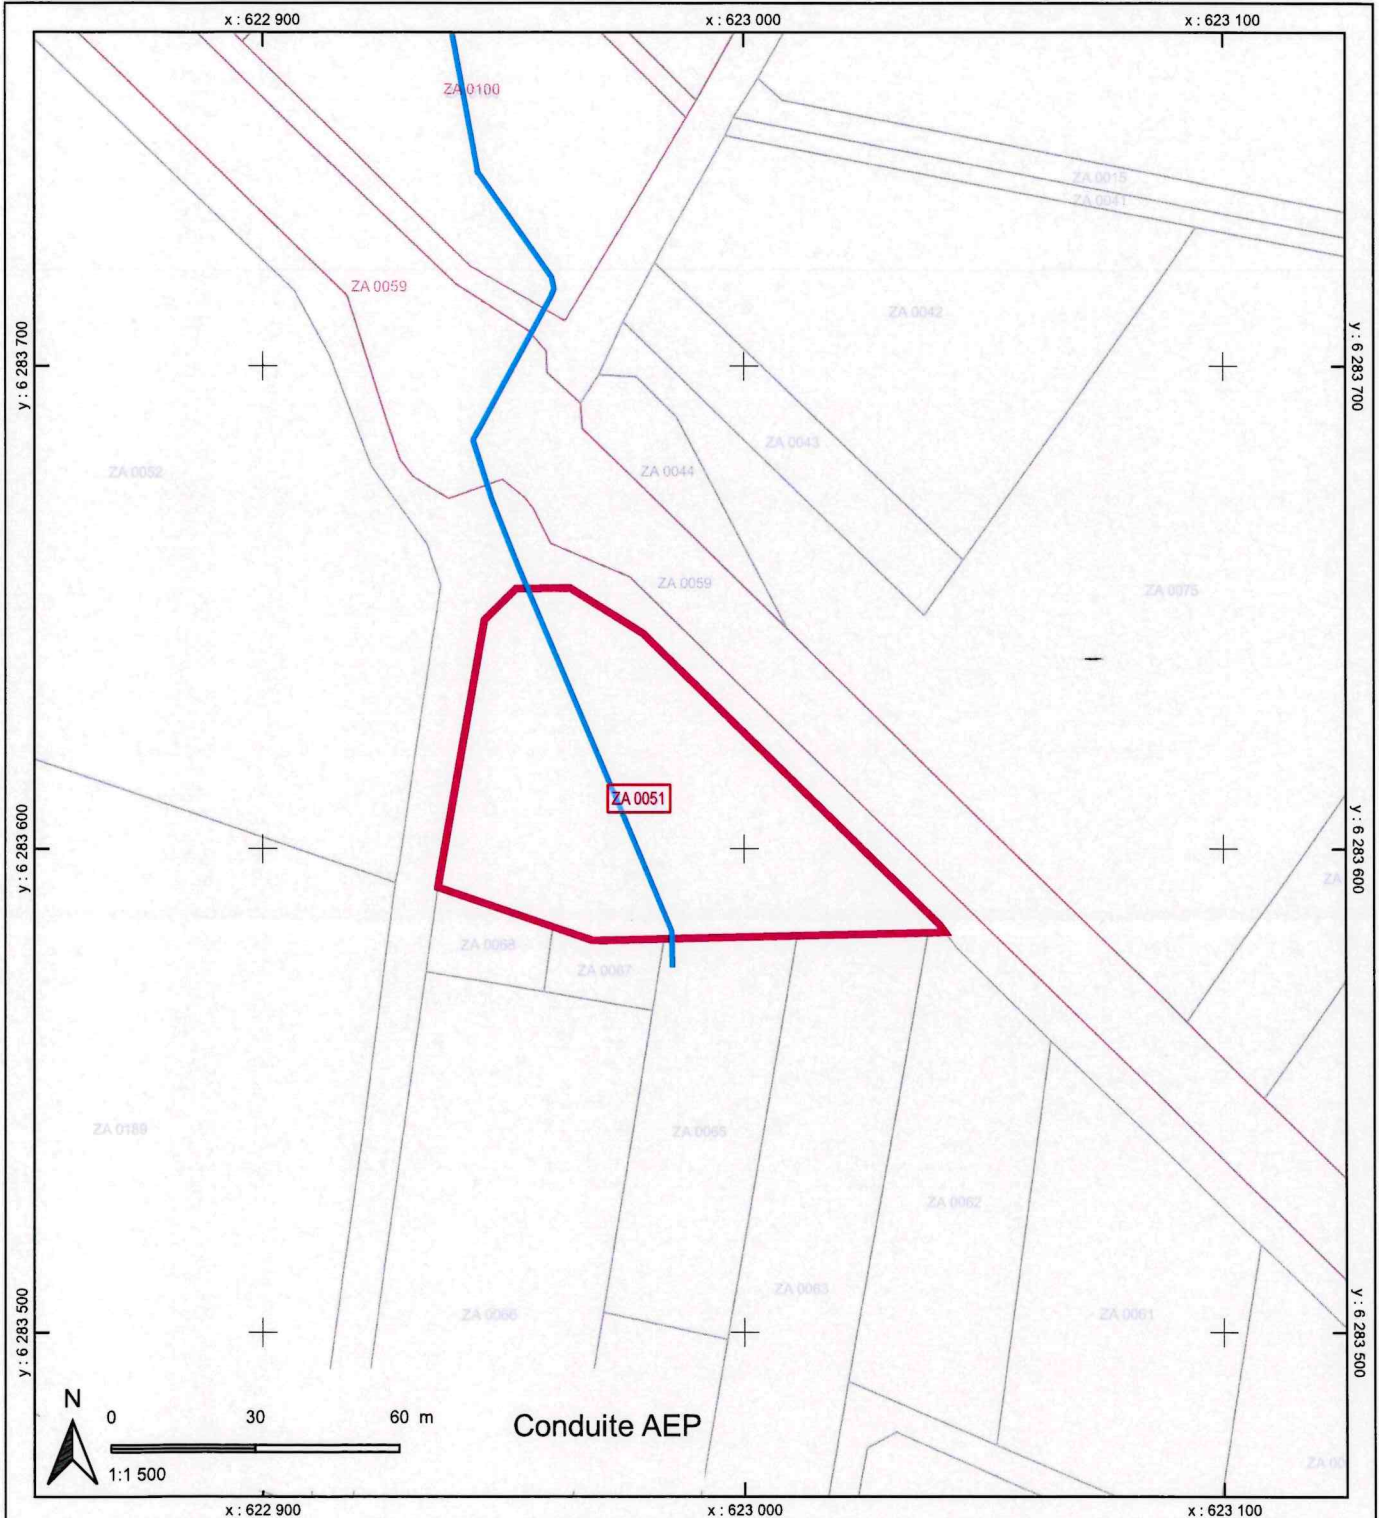 x : 622 900
x : 623 000
x : 623 100
ZA 0100
ZA 0015
ZA 0041
ZA 0059
ZA 0042
y : 6 283 700
y : 6 283 700
ZA 0043
ZA 0052
ZA 0044
ZA 0059
ZA 0075
ZA 0051
y : 6 283 600
y : 6 283 600
ZA
ZA 0068
ZA 0067
ZA 0189
ZA 0065
ZA 0062
ZA 0063
ZA 0066
ZA 0061
y : 6 283 500
y : 6 283 500
N
0 30 60 m
Conduite AEP
1:1 500
ZA 00
x : 622 900
x : 623 000
x : 623 100